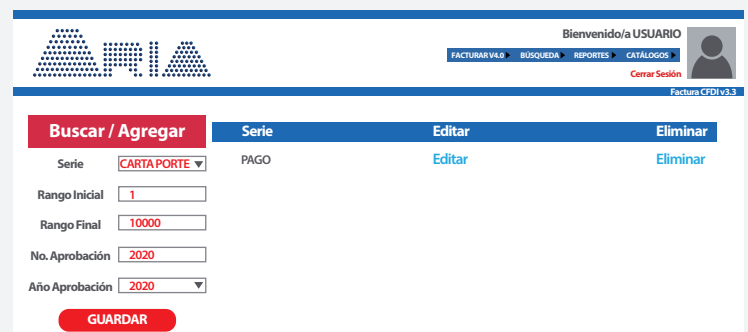 ARIA
Bienvenido/a USUARIO
FACTURAR V4.0 BÚSQUEDA REPORTES CATÁLOGOS
Cerrar Sesión
Factura CFDI v3.3
Buscar / Agregar
Serie Editar Eliminar
Serie CARTA PORTE
PAGO Editar Eliminar
Rango Inicial 1
Rango Final 10000
No. Aprobación 2020
Año Aprobación 2020
GUARDAR